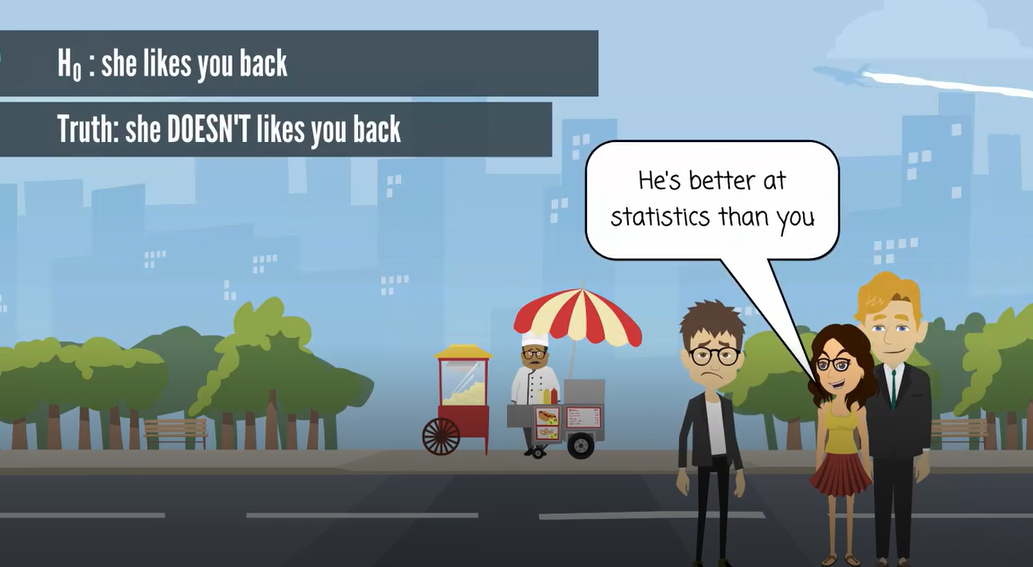 H₀ : she likes you back
Truth: she DOESN'T likes you back
He's better at
statistics than you